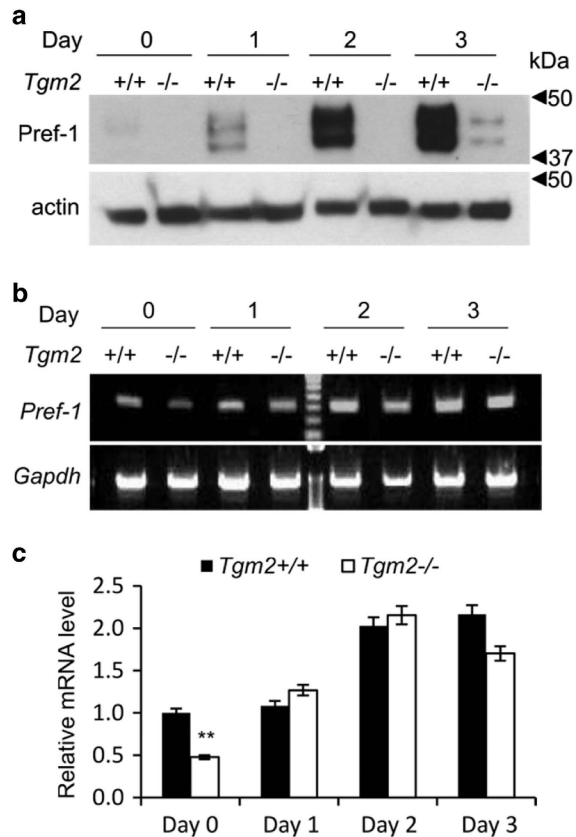 a
Day 0 1 2 3
kDa
Tgm2 +/+ -/- +/+ -/- +/+ -/- +/+ -/-
50
Pref-1
37
50
actin
b
Day 0 1 2 3
Tgm2 +/+ -/- +/+ -/- +/+ -/- +/+ -/-
Pref-1
Gapdh
c
Tgm2+/+ Tgm2-/-
Relative mRNA level
2.5
2.0
1.5
1.0
0.5
0.0
**
Day 0 Day 1 Day 2 Day 3